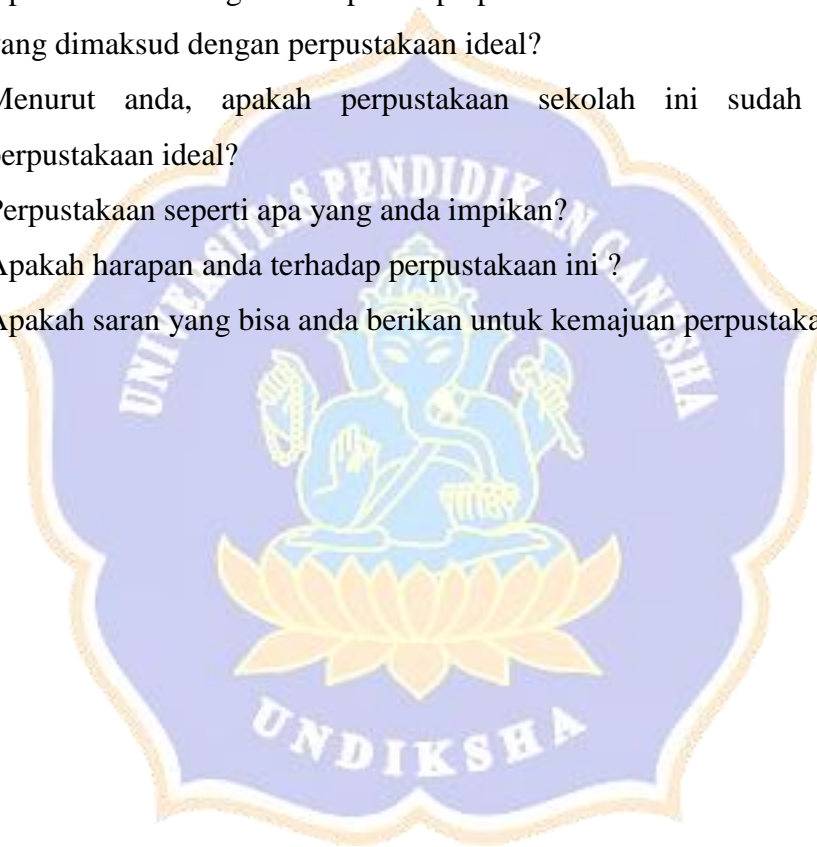 yang dimaksud dengan perpustakaan ideal?
Menurut anda, apakah perpustakaan sekolah ini sudah
perpustakaan ideal?
Perpustakaan seperti apa yang anda impikan?
Apakah harapan anda terhadap perpustakaan ini ?
Apakah saran yang bisa anda berikan untuk kemajuan
UNIVERSITAS PENDIDIKAN GANESHA
UNDIKSHA